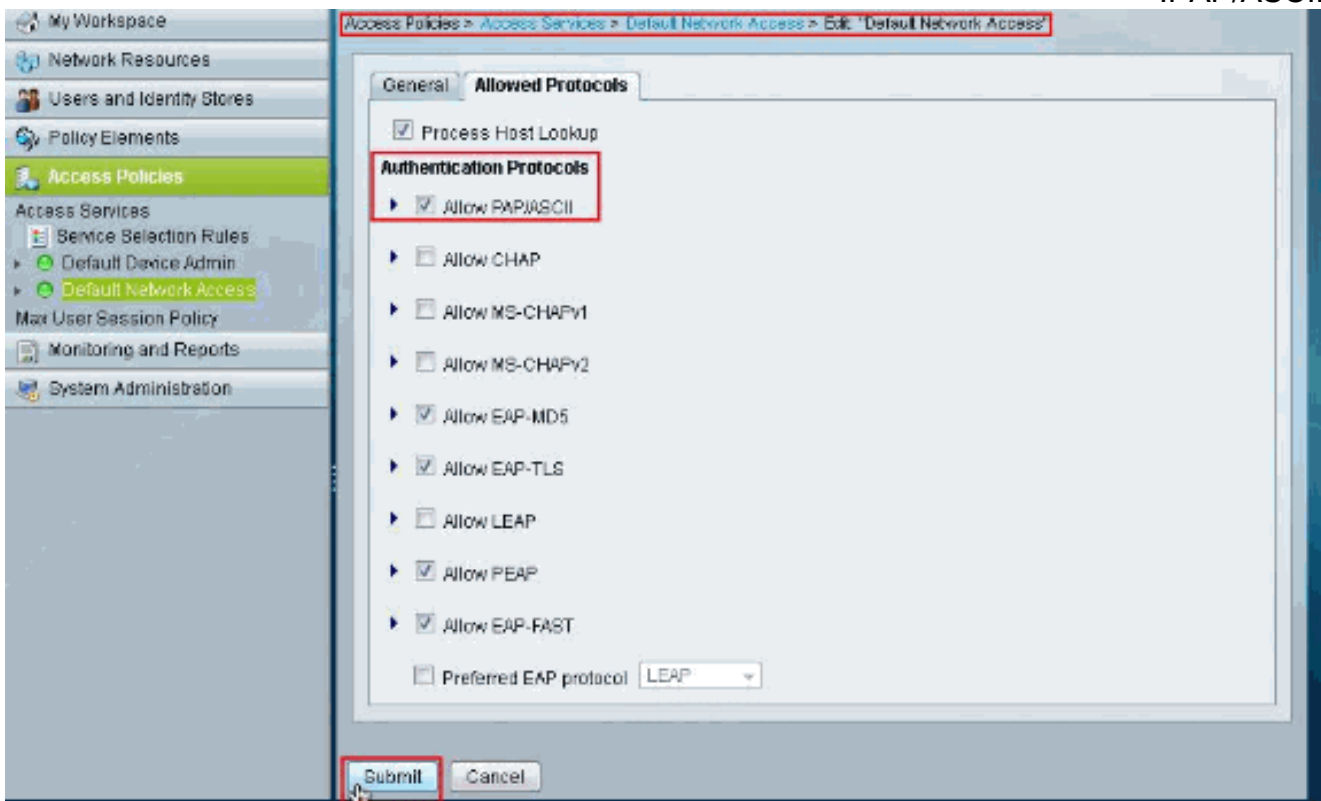 My Workspace
Network Resources
Users and Identity Stores
Policy Elements
Access Policies
Access Services
Service Selection Rules
Default Device Admin
Default Network Access
Max User Session Policy
Monitoring and Reports
System Administration
Access Policies > Access Services > Default Network Access > Edit: "Default Network Access"
General Allowed Protocols
Process Host Lookup
Authentication Protocols
Allow PAP/ASCII
Allow CHAP
Allow MS-CHAPv1
Allow MS-CHAPv2
Allow EAP-MD5
Allow EAP-TLS
Allow LEAP
Allow PEAP
Allow EAP-FAST
Preferred EAP protocol LEAP
Submit Cancel